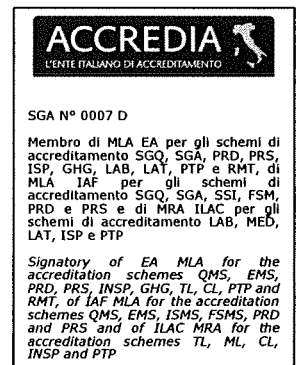 ACCREDIA
L'ENTE ITALIANO DI ACCREDITAMENTO
SGA N° 0007 D
Membro di MLA EA per gli schemi di
accreditamento SGQ, SGA, PRD, PRS,
ISP, GHG, LAB, LAT, PTP e RMT, di
MLA IAF per gli schemi di
accreditamento SGQ, SGA, SSI, FSM,
PRD e PRS e di MRA ILAC per gli
schemi di accreditamento LAB, MED,
LAT, ISP e PTP
Signatory of EA MLA for the
accreditation schemes QMS, EMS,
PRD, PRS, INSP, GHG, TL, CL, PTP and
RMT, of IAF MLA for the accreditation
schemes QMS, EMS, ISMS, FSMS, PRD
and PRS and of ILAC MRA for the
accreditation schemes TL, ML, CL,
INSP and PTP